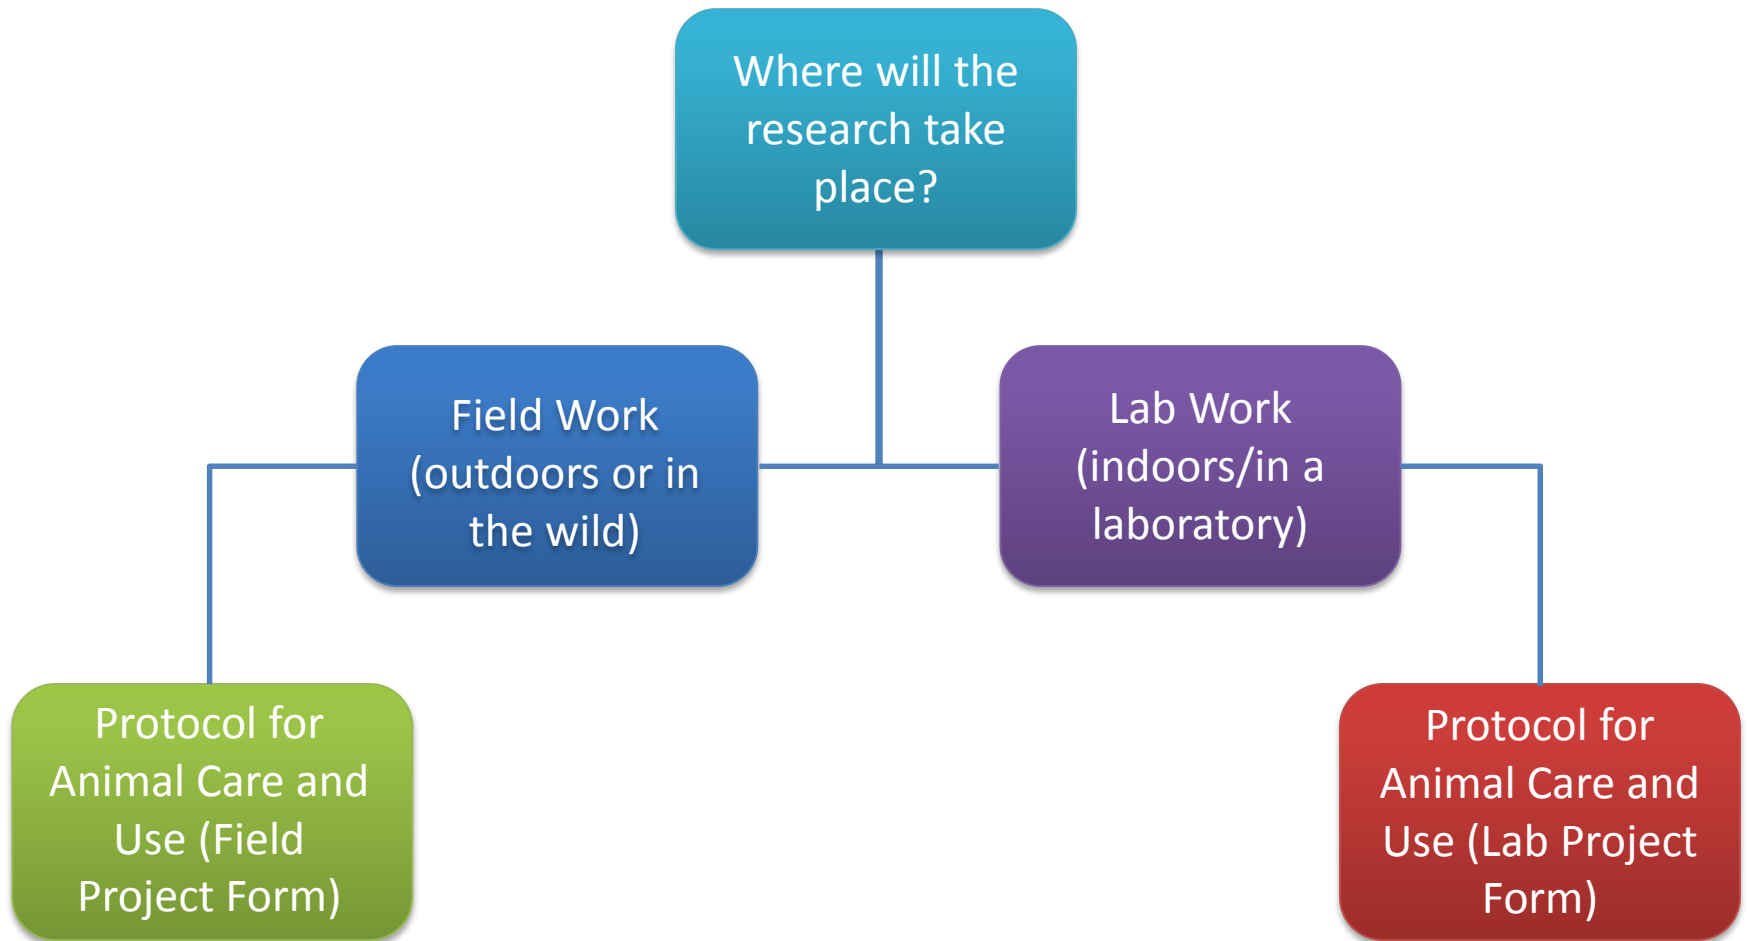 Where will the
research take
place?
Field Work
(outdoors or in
the wild)
Lab Work
(indoors/in a
laboratory)
Protocol for
Animal Care and
Use (Field
Project Form)
Protocol for
Animal Care and
Use (Lab Project
Form)